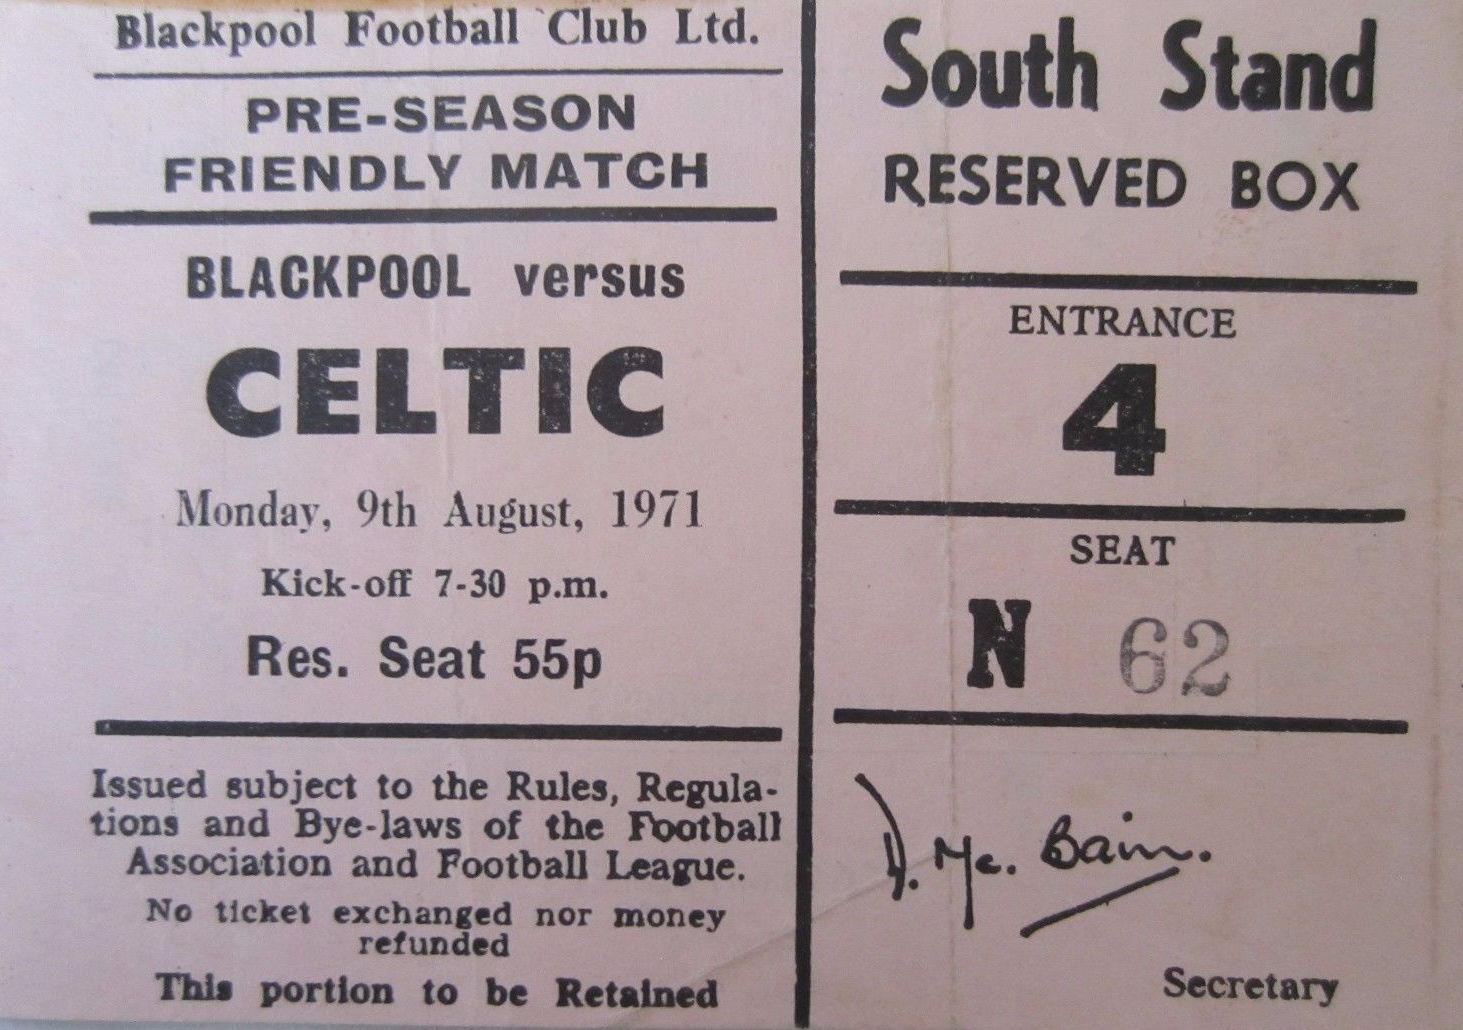 Blackpool Football Club Ltd.
PRE-SEASON
FRIENDLY MATCH
BLACKPOOL versus
CELTIC
Monday, 9th August, 1971
Kick-off 7-30 p.m.
Res. Seat 55p
Issued subject to the Rules, Regula-
tions and Bye-laws of the Football
Association and Football League.
No ticket exchanged nor money
refunded
This portion to be Retained
South Stand
RESERVED BOX
ENTRANCE
4
SEAT
N 62
D. Mc. Bain.
Secretary